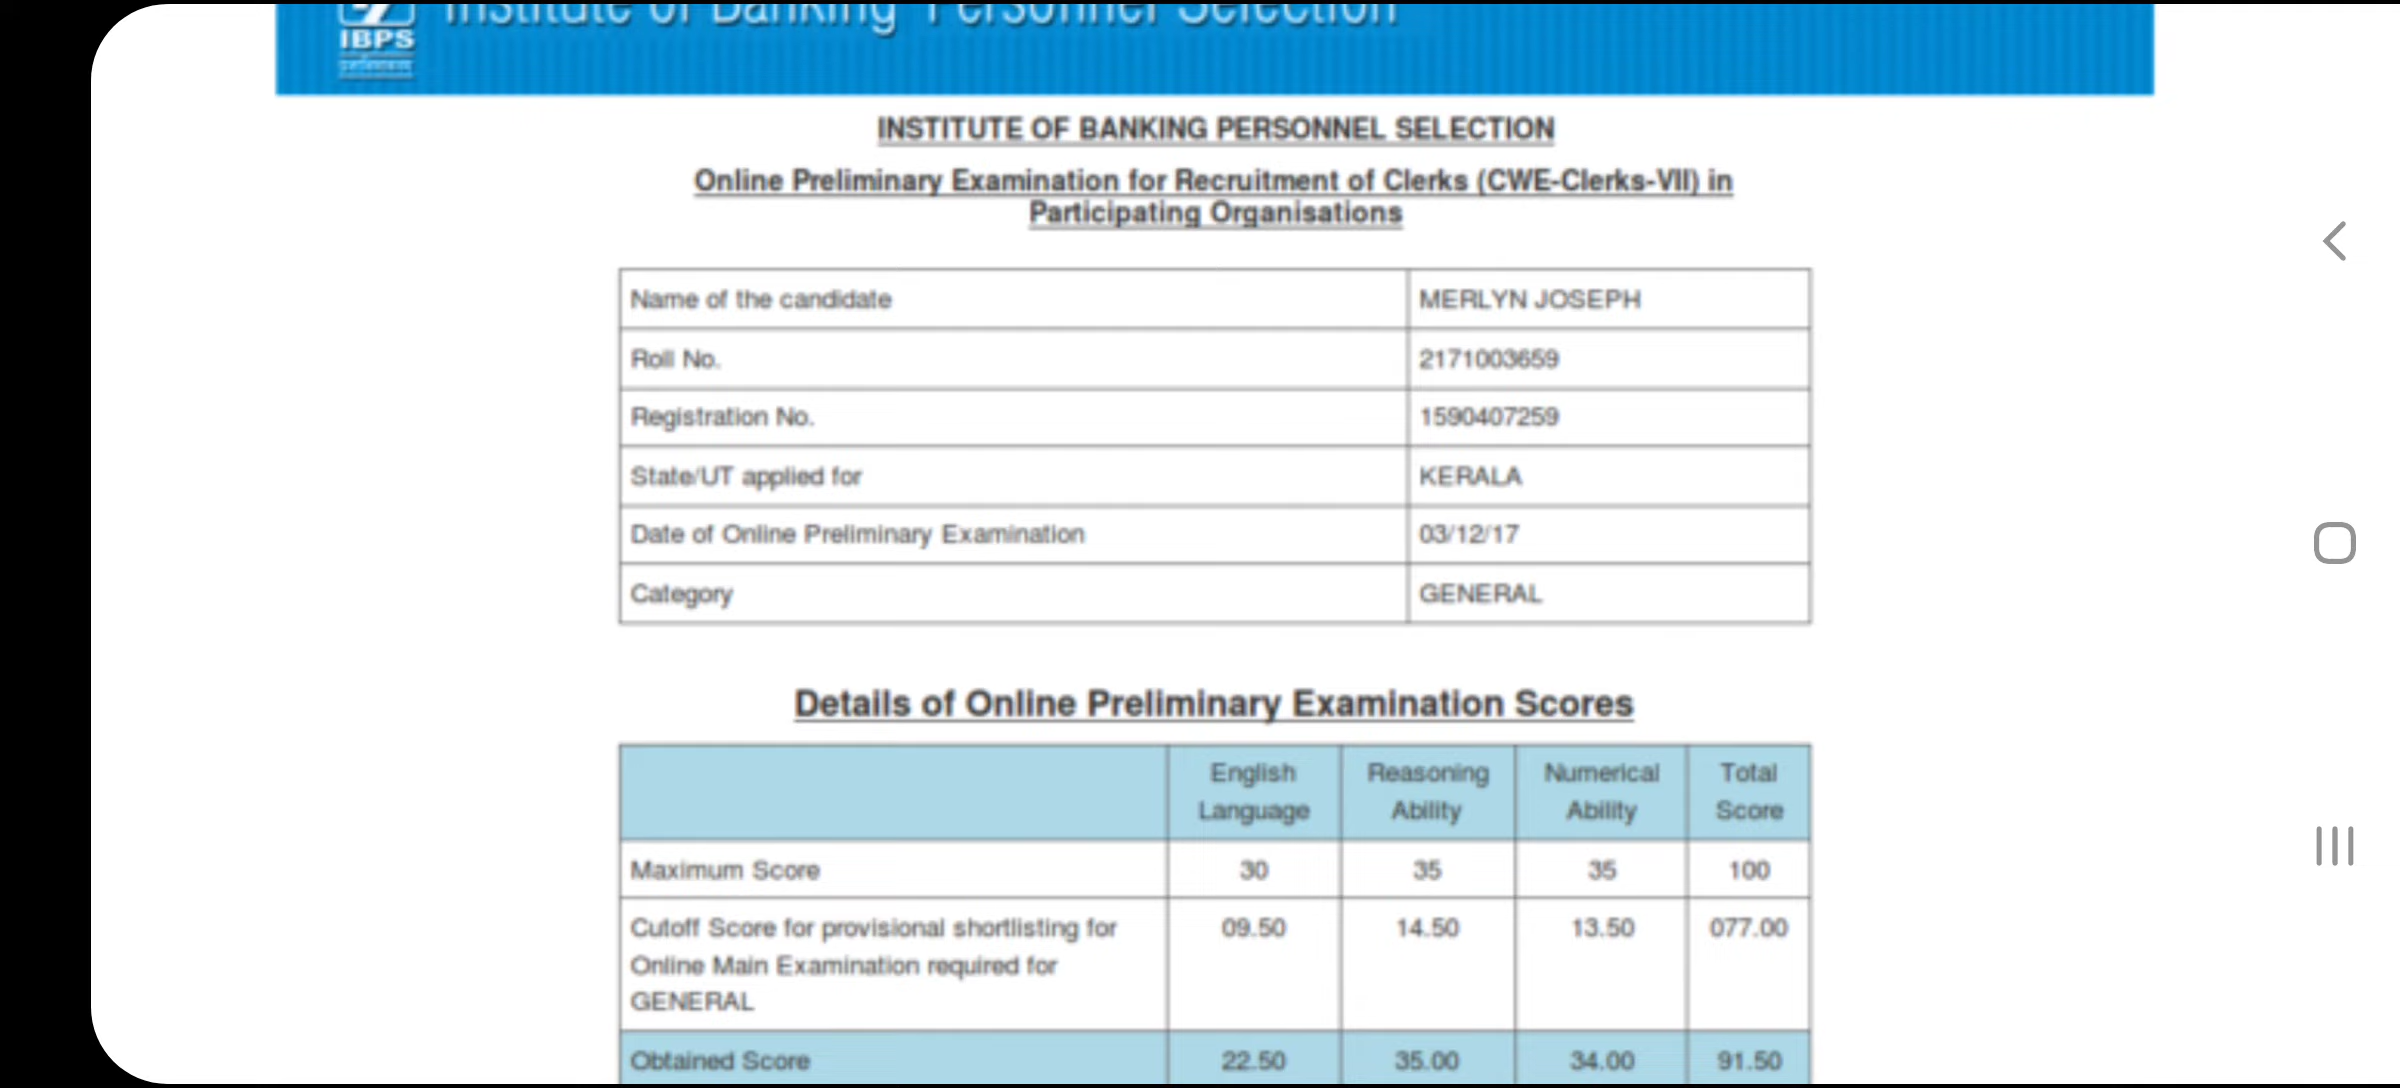 Institute of Banking Personnel Selection
IBPS
INSTITUTE OF BANKING PERSONNEL SELECTION
Online Preliminary Examination for Recruitment of Clerks (CWE-Clerks-VII) in
Participating Organisations
Name of the candidate MERLYN JOSEPH
Roll No. 2171003659
Registration No. 1590407259
State/UT applied for KERALA
Date of Online Preliminary Examination 03/12/17
Category GENERAL
Details of Online Preliminary Examination Scores
English Reasoning Numerical Total
Language Ability Ability Score
Maximum Score 30 35 35 100
Cutoff Score for provisional shortlisting for 09.50 14.50 13.50 077.00
Online Main Examination required for
GENERAL
Obtained Score 22.50 35.00 34.00 91.50